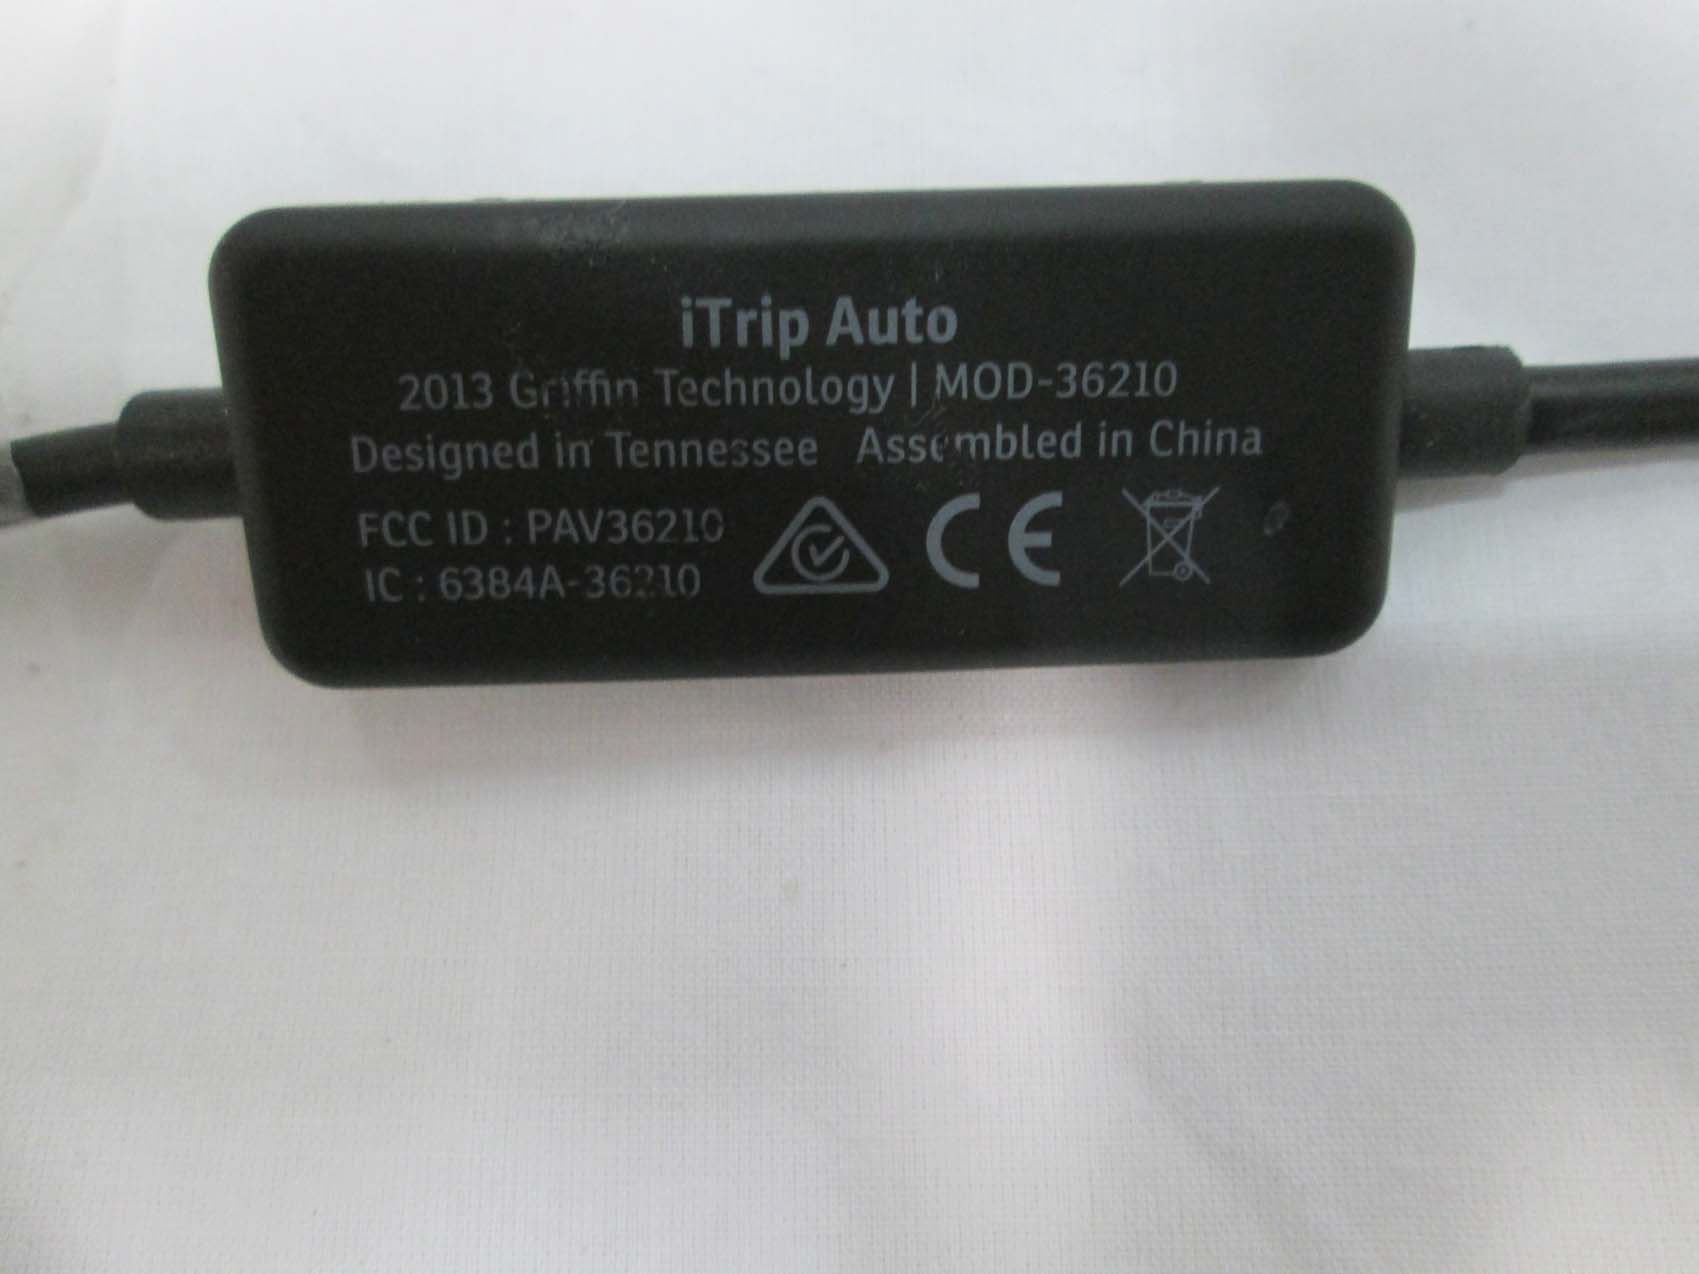 iTrip Auto
2013 Griffin Technology | MOD-36210
Designed in Tennessee Assembled in China
FCC ID : PAV36210
IC : 6384A-36210
CE